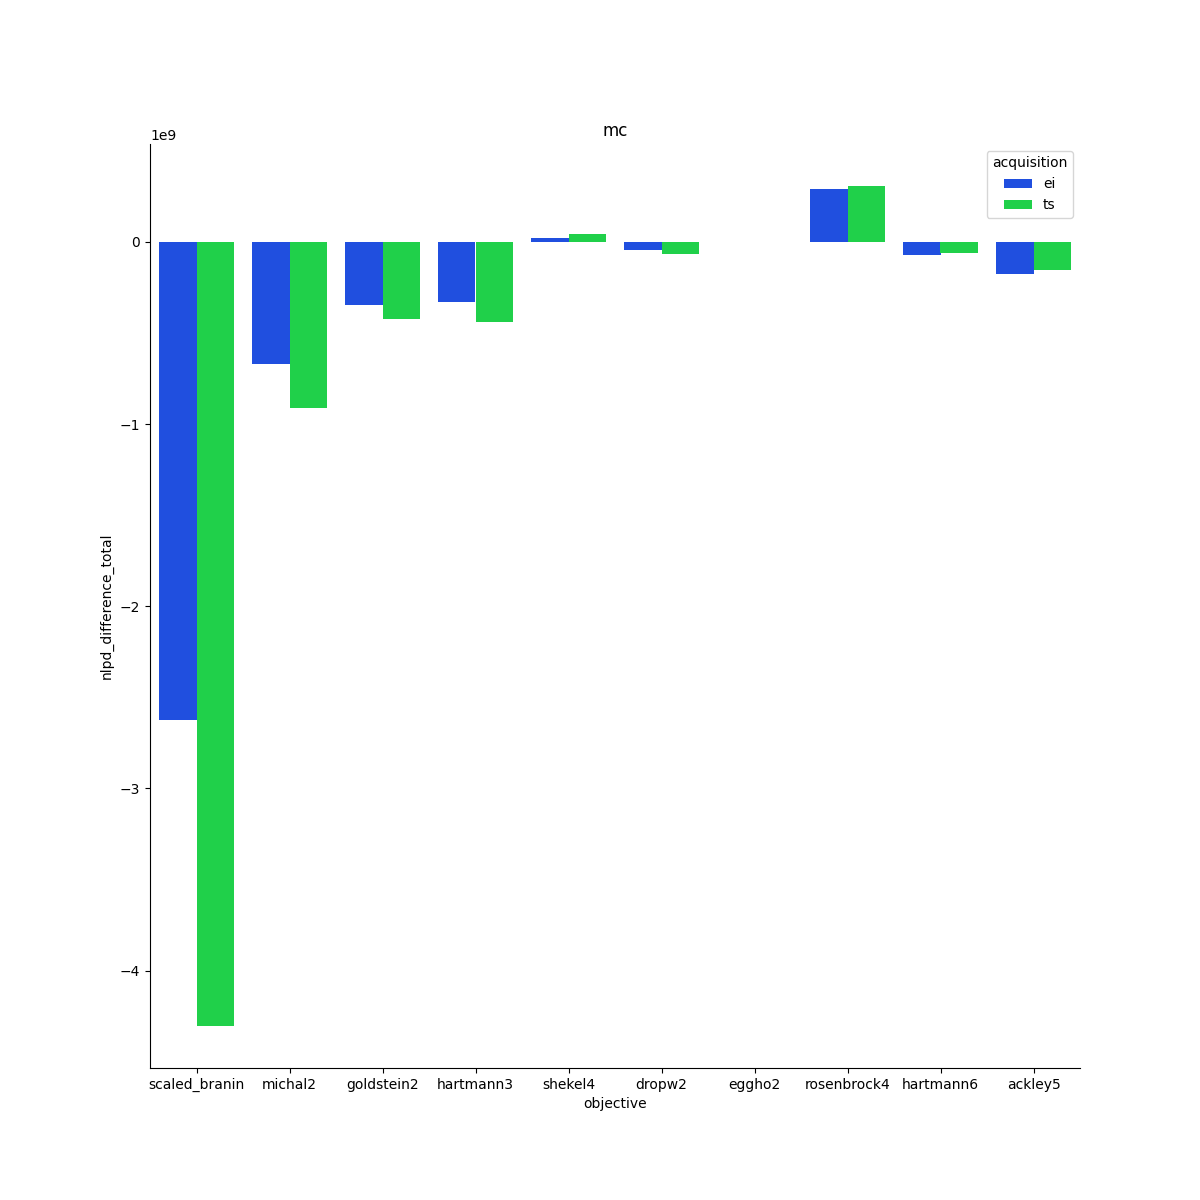 mc
1e9
acquisition
ei
ts
0
−1
−2
−3
−4
nlpd_difference_total
scaled_branin michal2 goldstein2 hartmann3 shekel4 dropw2 eggho2 rosenbrock4 hartmann6 ackley5
objective